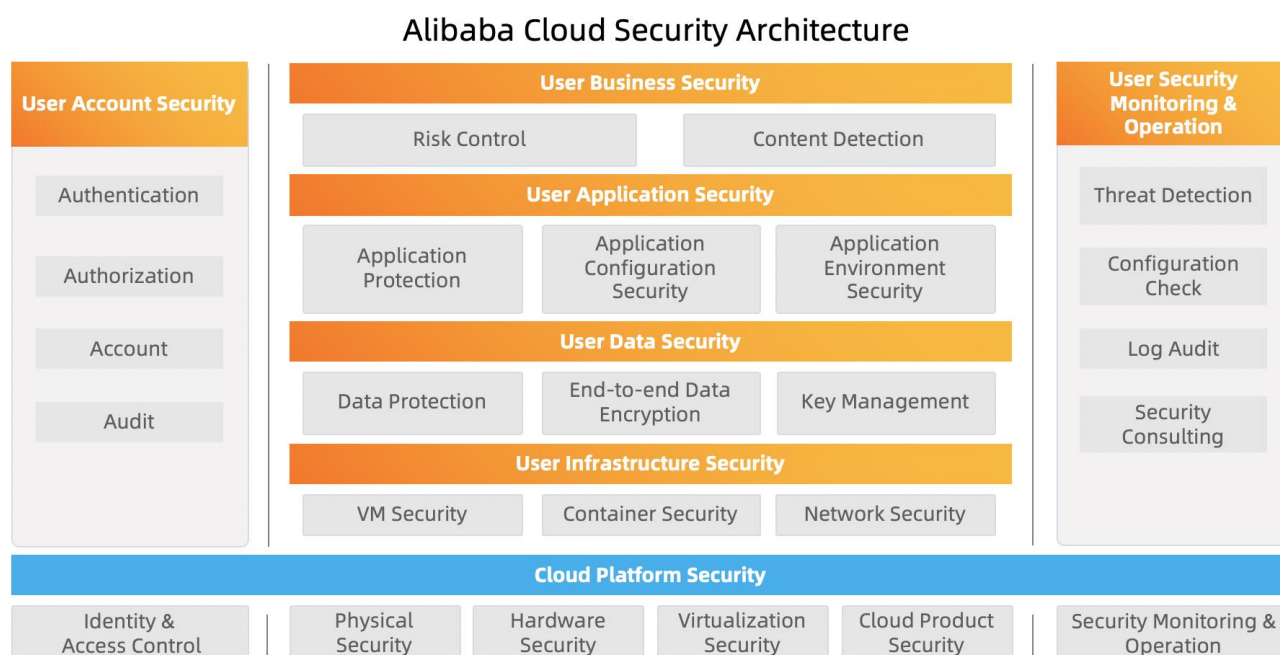 Alibaba Cloud Security Architecture
User Account Security
Authentication
Authorization
Account
Audit
User Business Security
Risk Control
Content Detection
User Application Security
Application
Protection
Application
Configuration
Security
Application
Environment
Security
User Data Security
Data Protection
End-to-end Data
Encryption
Key Management
User Infrastructure Security
VM Security
Container Security
Network Security
User Security
Monitoring &
Operation
Threat Detection
Configuration
Check
Log Audit
Security
Consulting
Cloud Platform Security
Identity &
Access Control
Physical
Security
Hardware
Security
Virtualization
Security
Cloud Product
Security
Security Monitoring &
Operation